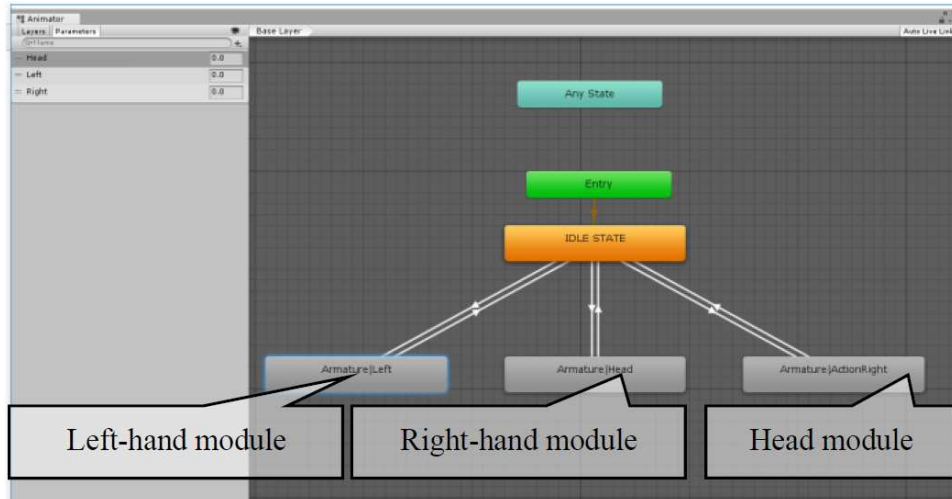 Animator
Layers Parameters
Name
Base Layer
Auto Live Link
Head 0.0
Left 0.0
Right 0.0
Any State
Entry
IDLE STATE
Armature|Left
Armature|Head
Armature|ActionRight
Left-hand module
Right-hand module
Head module